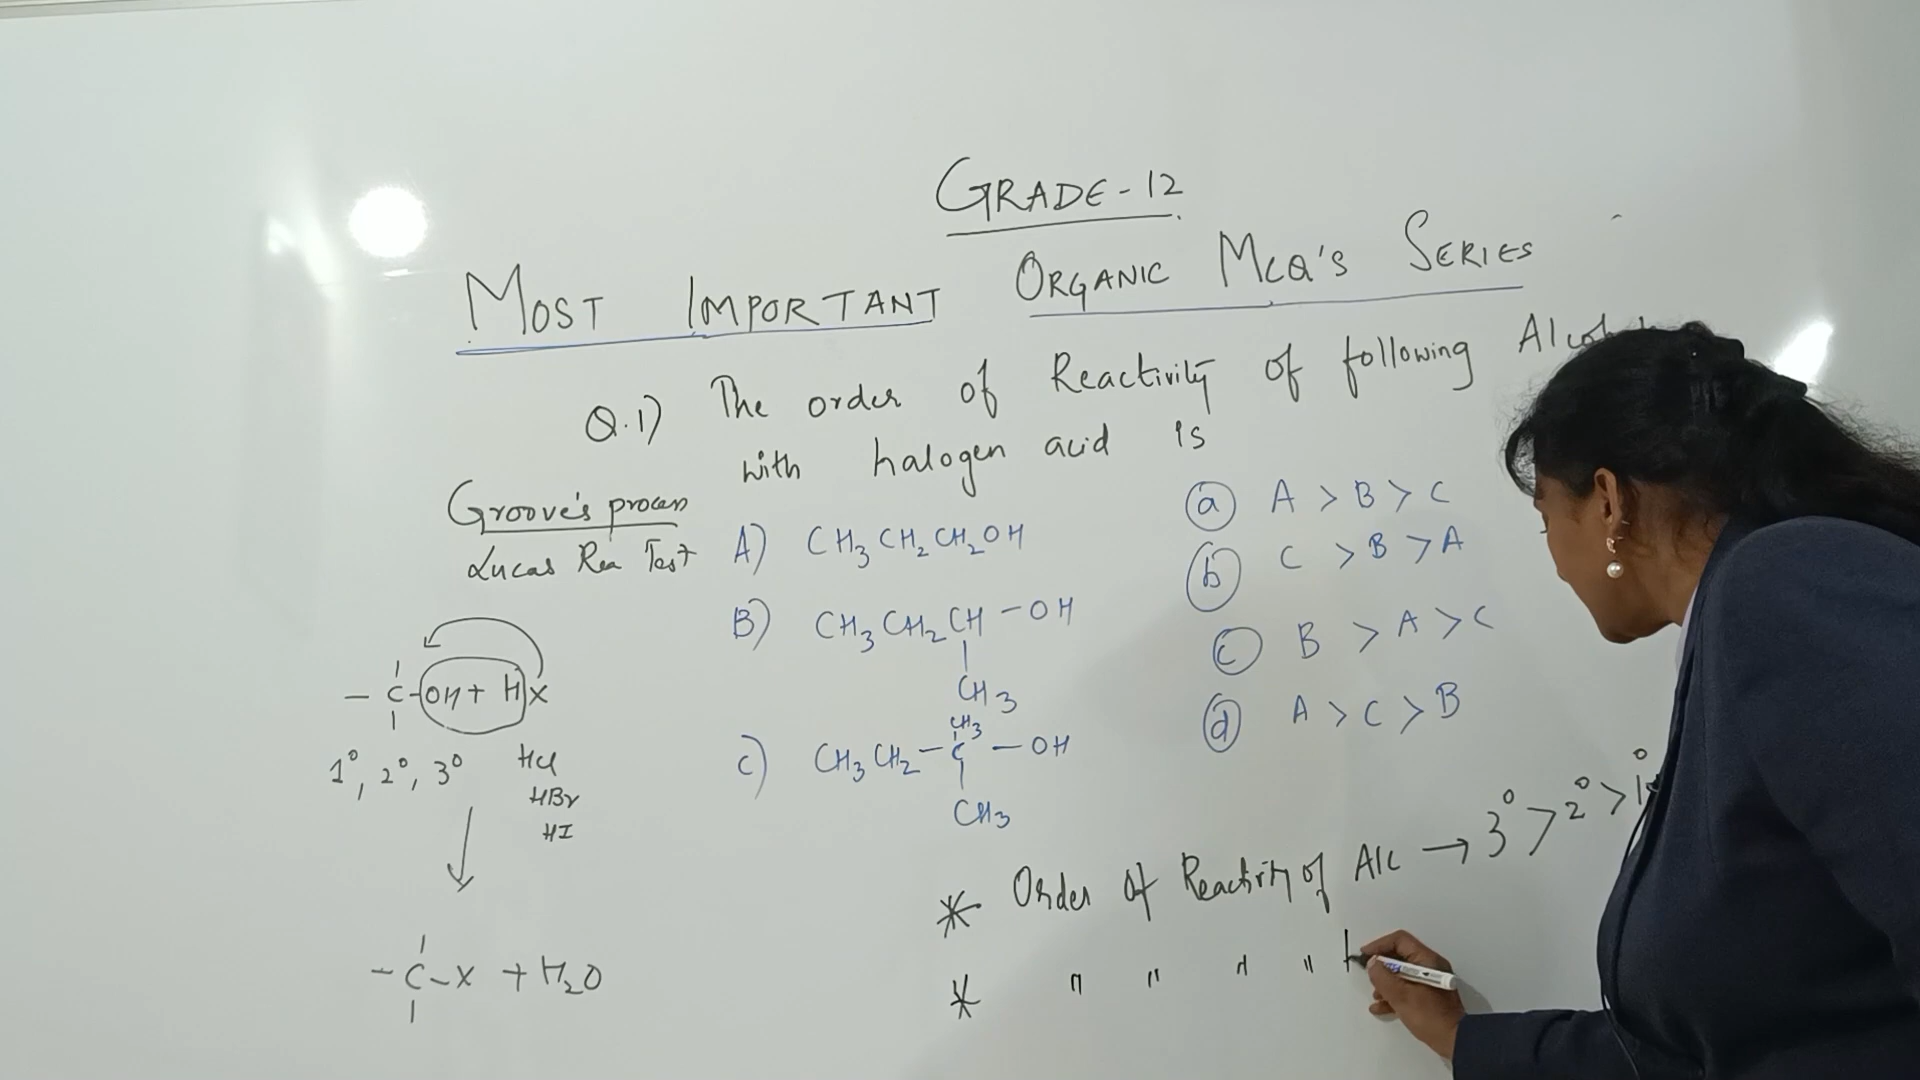 GRADE-12
MOST IMPORTANT ORGANIC MCQ'S SERIES
Q.1) The order of Reactivity of following
with halogen acid is
Groove's process
Lucas Rea Test
A) CH3CH2CH2OH
B) CH3CH2CH-OH
|
CH3
CH3
|
C) CH3CH2-C-OH
|
CH3
(a) A > B > C
(b) C > B > A
(c) B > A > C
(d) A > C > B
|
-C-OH + HX
|
1°, 2°, 3°
HCl
HBr
HI
|
-C-X + H2O
|
* Order of Reactivity of Alc → 3° > 2° > 1°
* " " " "